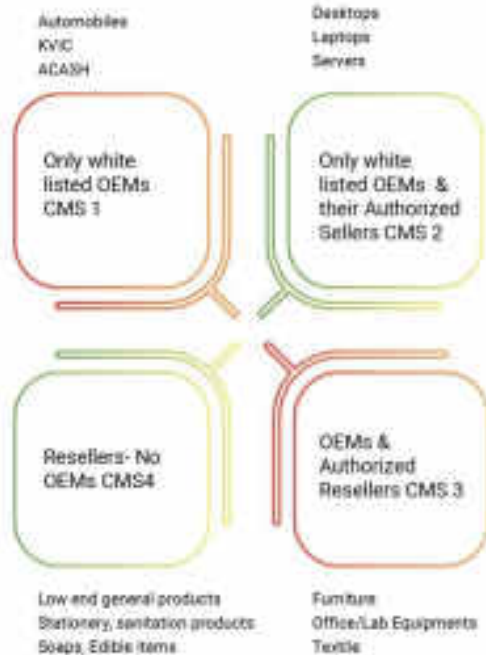 Automobiles
KVIC
ACASH
Desktops
Laptops
Servers
Only white
listed OEMs
CMS 1
Only white
listed OEMs &
their Authorized
Sellers CMS 2
Resellers- No
OEMs CMS4
OEMs &
Authorized
Resellers CMS 3
Low end general products
Stationery, sanitation products
Soaps, Edible items
Furniture
Office/Lab Equipments
Textile